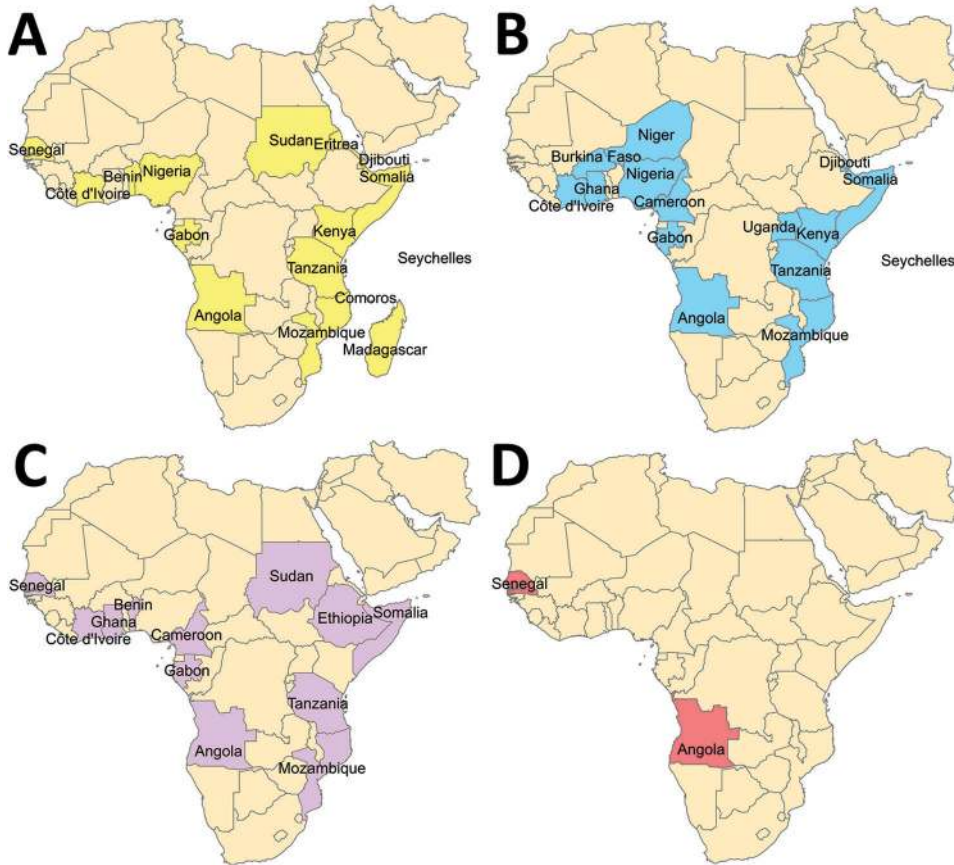 A
Senegal
Côte d'Ivoire
Benin
Nigeria
Sudan
Eritrea
Djibouti
Somalia
Gabon
Kenya
Tanzania
Seychelles
Comoros
Angola
Mozambique
Madagascar
B
Niger
Burkina Faso
Nigeria
Ghana
Côte d'Ivoire
Cameroon
Djibouti
Somalia
Gabon
Uganda
Kenya
Tanzania
Seychelles
Angola
Mozambique
C
Senegal
Benin
Ghana
Côte d'Ivoire
Cameroon
Sudan
Ethiopia
Somalia
Gabon
Tanzania
Angola
Mozambique
D
Senegal
Angola